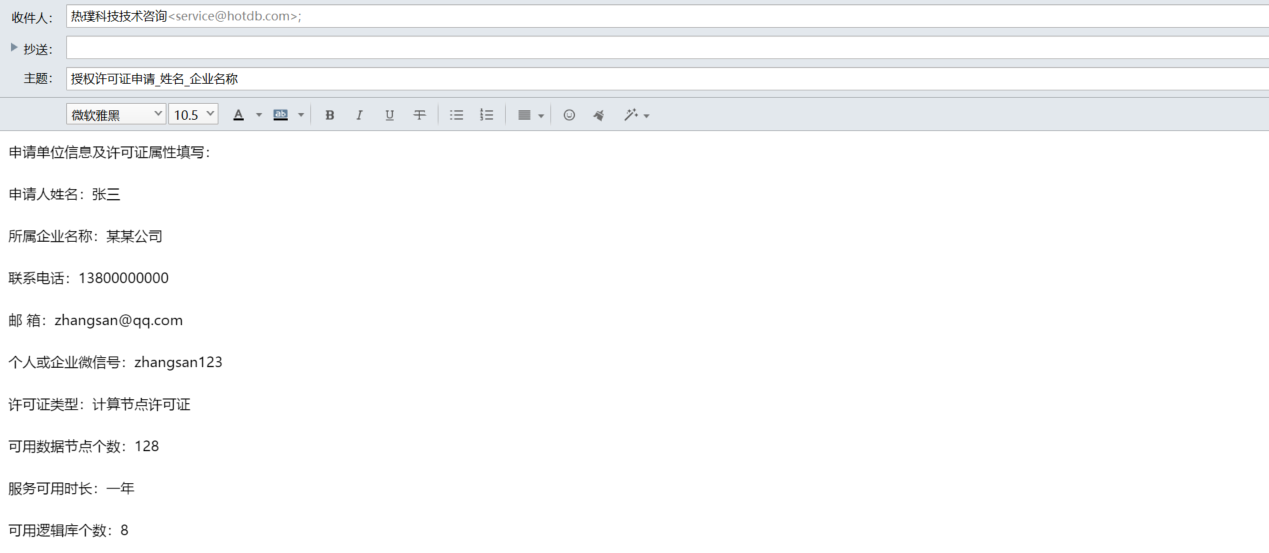 收件人： 热璞科技技术咨询<service@hotdb.com>;
抄送：
主题： 授权许可证申请_姓名_企业名称
微软雅黑 10.5 A ab B I U T
申请单位信息及许可证属性填写：
申请人姓名：张三
所属企业名称：某某公司
联系电话：13800000000
邮 箱：zhangsan@qq.com
个人或企业微信号：zhangsan123
许可证类型：计算节点许可证
可用数据节点个数：128
服务可用时长：一年
可用逻辑库个数：8